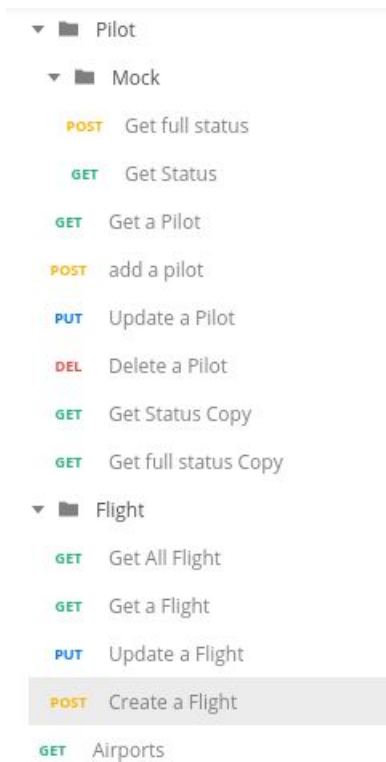 Pilot
Mock
POST Get full status
GET Get Status
GET Get a Pilot
POST add a pilot
PUT Update a Pilot
DEL Delete a Pilot
GET Get Status Copy
GET Get full status Copy
Flight
GET Get All Flight
GET Get a Flight
PUT Update a Flight
POST Create a Flight
GET Airports